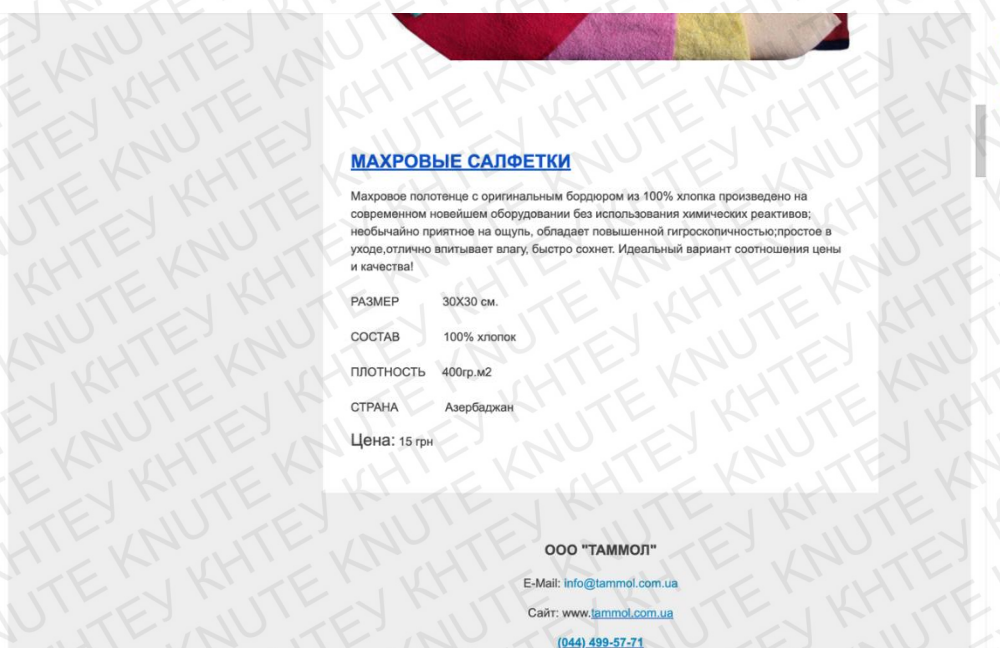 МАХРОВЫЕ САЛФЕТКИ
Махровое полотенце с оригинальным бордюром из 100% хлопка произведено на
современном новейшем оборудовании без использования химических реактивов;
необычайно приятное на ощупь, обладает повышенной гигроскопичностью;простое в
уходе,отлично впитывает влагу, быстро сохнет. Идеальный вариант соотношения цены
и качества!
РАЗМЕР 30Х30 см.
СОСТАВ 100% хлопок
ПЛОТНОСТЬ 400гр.м2
СТРАНА Азербаджан
Цена: 15 грн
ООО "ТАММОЛ"
E-Mail: info@tammol.com.ua
Сайт: www.tammol.com.ua
(044) 499-57-71